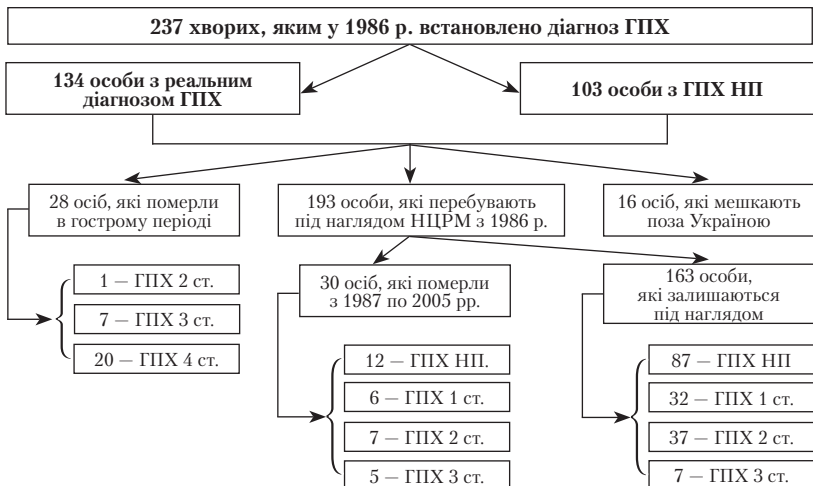 237 хворих, яким у 1986 р. встановлено діагноз ГПХ
134 особи з реальним
діагнозом ГПХ
103 особи з ГПХ НП
28 осіб, які померли
в гострому періоді
193 особи, які перебувають
під наглядом НЦРМ з 1986 р.
16 осіб, які мешкають
поза Україною
1 — ГПХ 2 ст.
7 — ГПХ 3 ст.
20 — ГПХ 4 ст.
30 осіб, які померли
з 1987 по 2005 рр.
163 особи,
які залишаються
під наглядом
12 — ГПХ НП.
6 — ГПХ 1 ст.
7 — ГПХ 2 ст.
5 — ГПХ 3 ст.
87 — ГПХ НП
32 — ГПХ 1 ст.
37 — ГПХ 2 ст.
7 — ГПХ 3 ст.